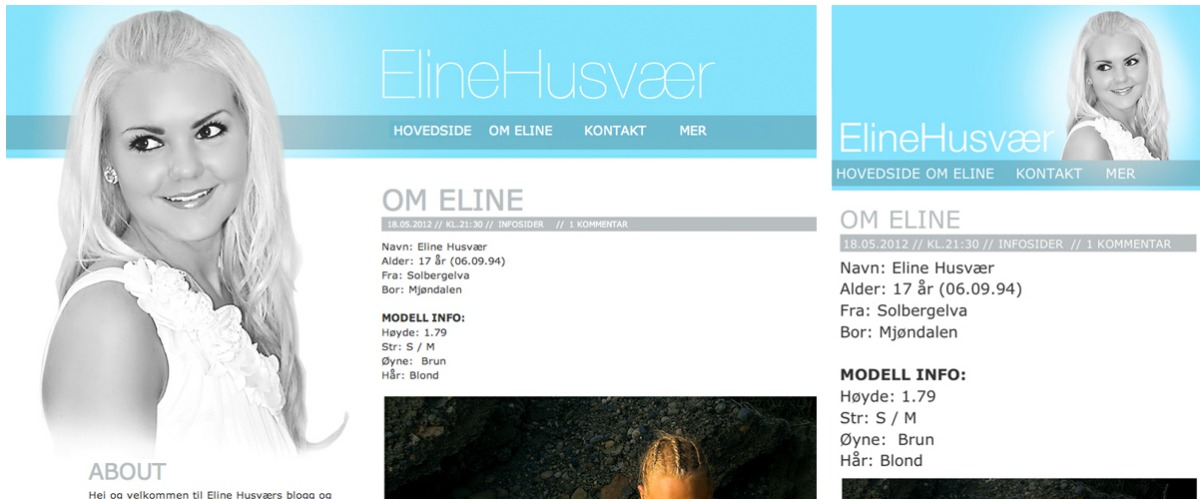 ElineHusvær
HOVEDSIDE OM ELINE KONTAKT MER
OM ELINE
18.05.2012 // KL.21:30 // INFOSIDER // 1 KOMMENTAR
Navn: Eline Husvær
Alder: 17 år (06.09.94)
Fra: Solbergelva
Bor: Mjøndalen
MODELL INFO:
Høyde: 1.79
Str: S / M
Øyne: Brun
Hår: Blond
ABOUT
Hei og velkommen til Eline Husværs blogg og
ElineHusvær
HOVEDSIDE OM ELINE KONTAKT MER
OM ELINE
18.05.2012 // KL.21:30 // INFOSIDER // 1 KOMMENTAR
Navn: Eline Husvær
Alder: 17 år (06.09.94)
Fra: Solbergelva
Bor: Mjøndalen
MODELL INFO:
Høyde: 1.79
Str: S / M
Øyne: Brun
Hår: Blond